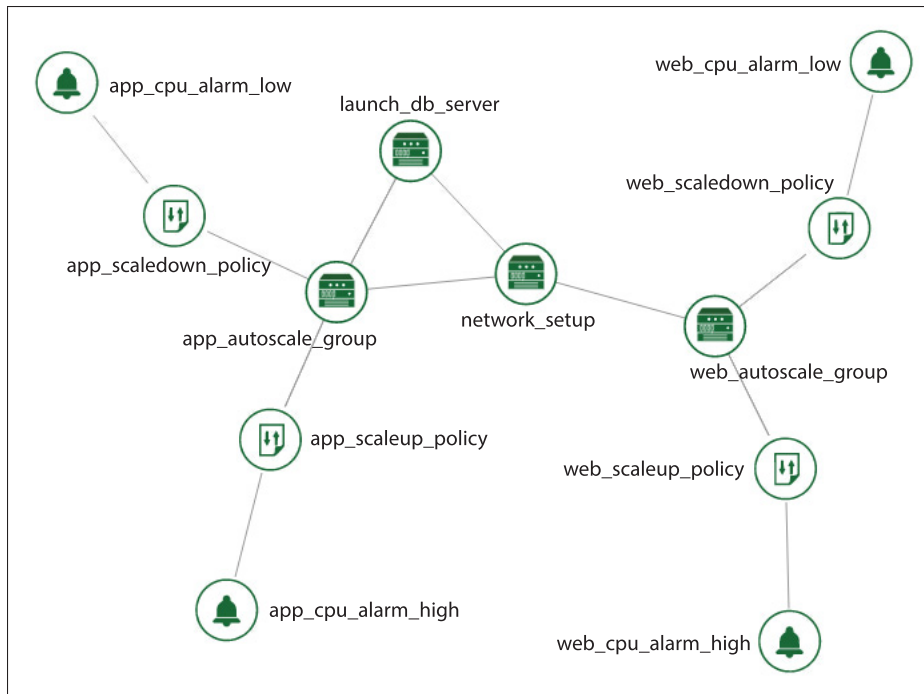 web_cpu_alarm_low
app_cpu_alarm_low
launch_db_server
web_scaledown_policy
app_scaledown_policy
network_setup
app_autoscale_group
web_autoscale_group
app_scaleup_policy
web_scaleup_policy
app_cpu_alarm_high
web_cpu_alarm_high